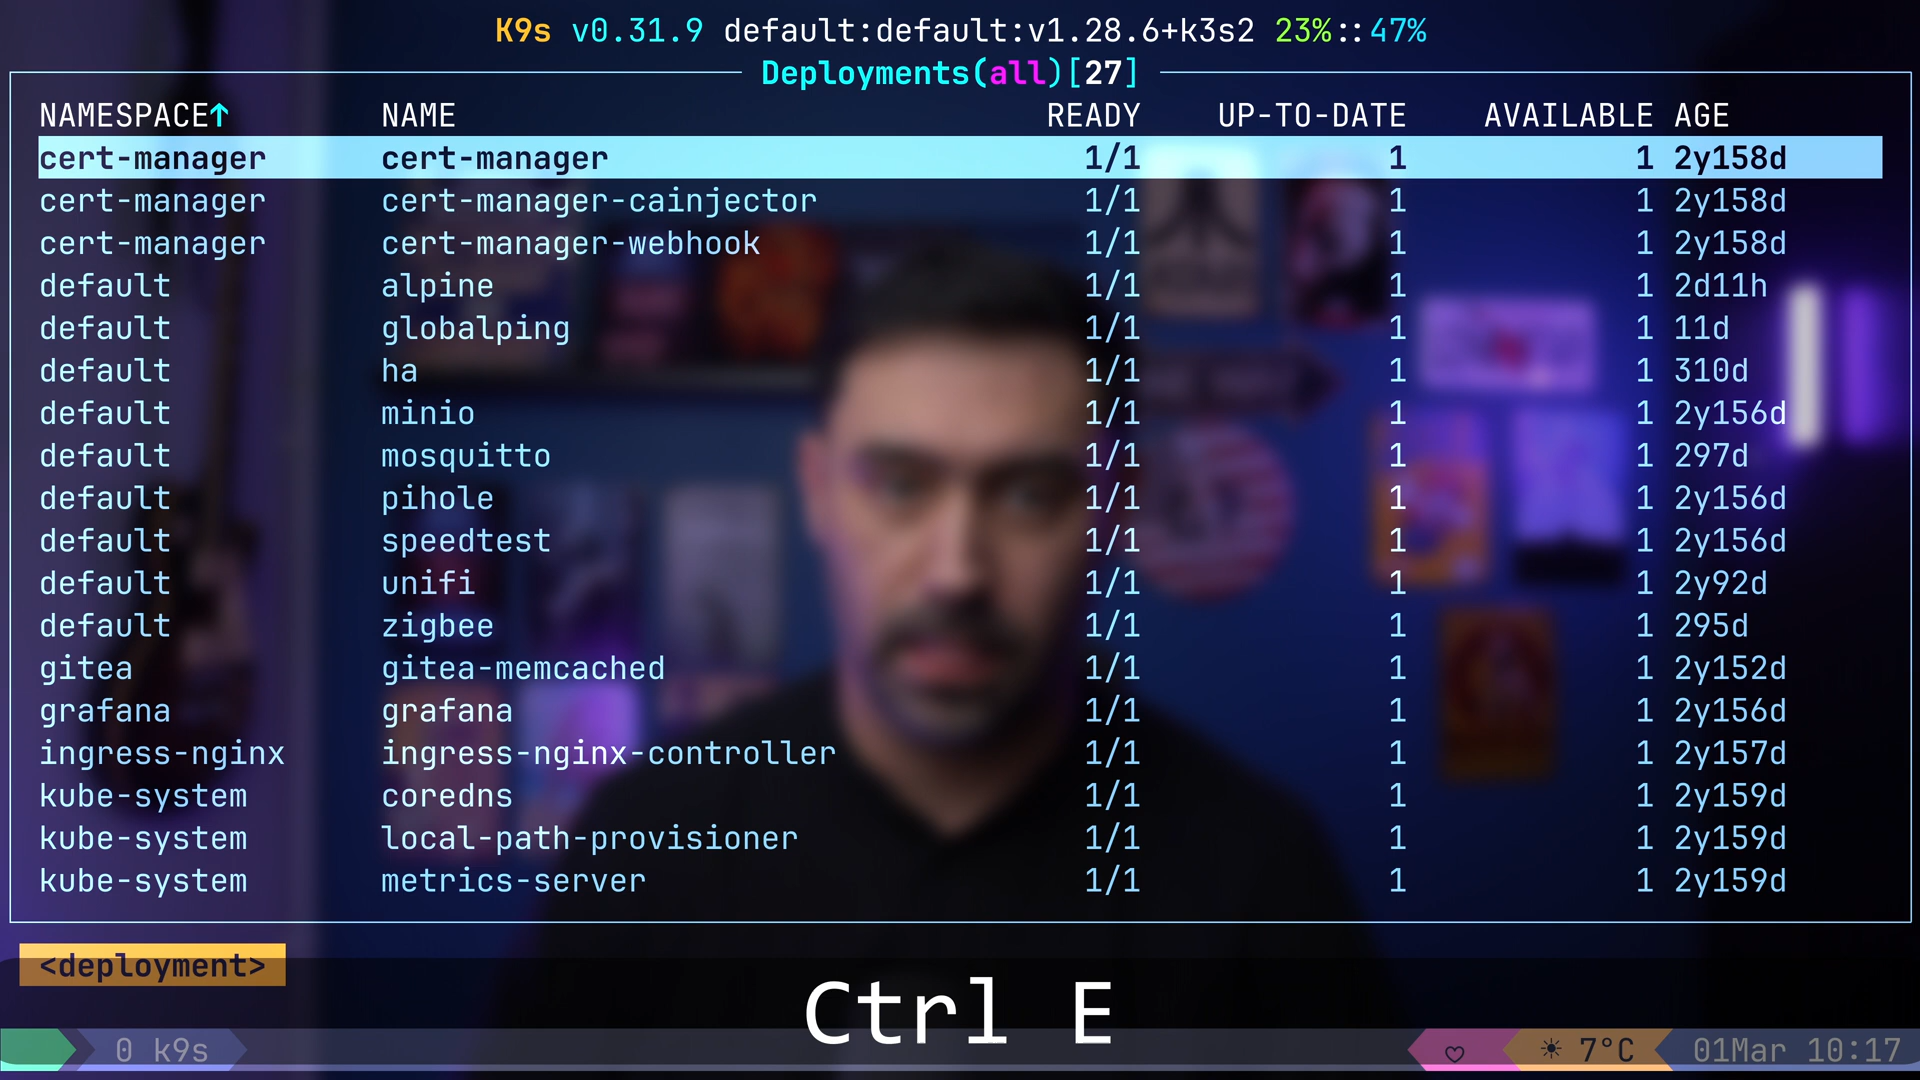 K9s v0.31.9 default:default:v1.28.6+k3s2 23%::47%
Deployments(all)[27]
NAMESPACE↑ NAME READY UP-TO-DATE AVAILABLE AGE
cert-manager cert-manager 1/1 1 1 2y158d
cert-manager cert-manager-cainjector 1/1 1 1 2y158d
cert-manager cert-manager-webhook 1/1 1 1 2y158d
default alpine 1/1 1 1 2d11h
default globalping 1/1 1 1 11d
default ha 1/1 1 1 310d
default minio 1/1 1 1 2y156d
default mosquitto 1/1 1 1 297d
default pihole 1/1 1 1 2y156d
default speedtest 1/1 1 1 2y156d
default unifi 1/1 1 1 2y92d
default zigbee 1/1 1 1 295d
gitea gitea-memcached 1/1 1 1 2y152d
grafana grafana 1/1 1 1 2y156d
ingress-nginx ingress-nginx-controller 1/1 1 1 2y157d
kube-system coredns 1/1 1 1 2y159d
kube-system local-path-provisioner 1/1 1 1 2y159d
kube-system metrics-server 1/1 1 1 2y159d
<deployment>
Ctrl E
0 k9s ♡ ☀ 7°C 01Mar 10:17